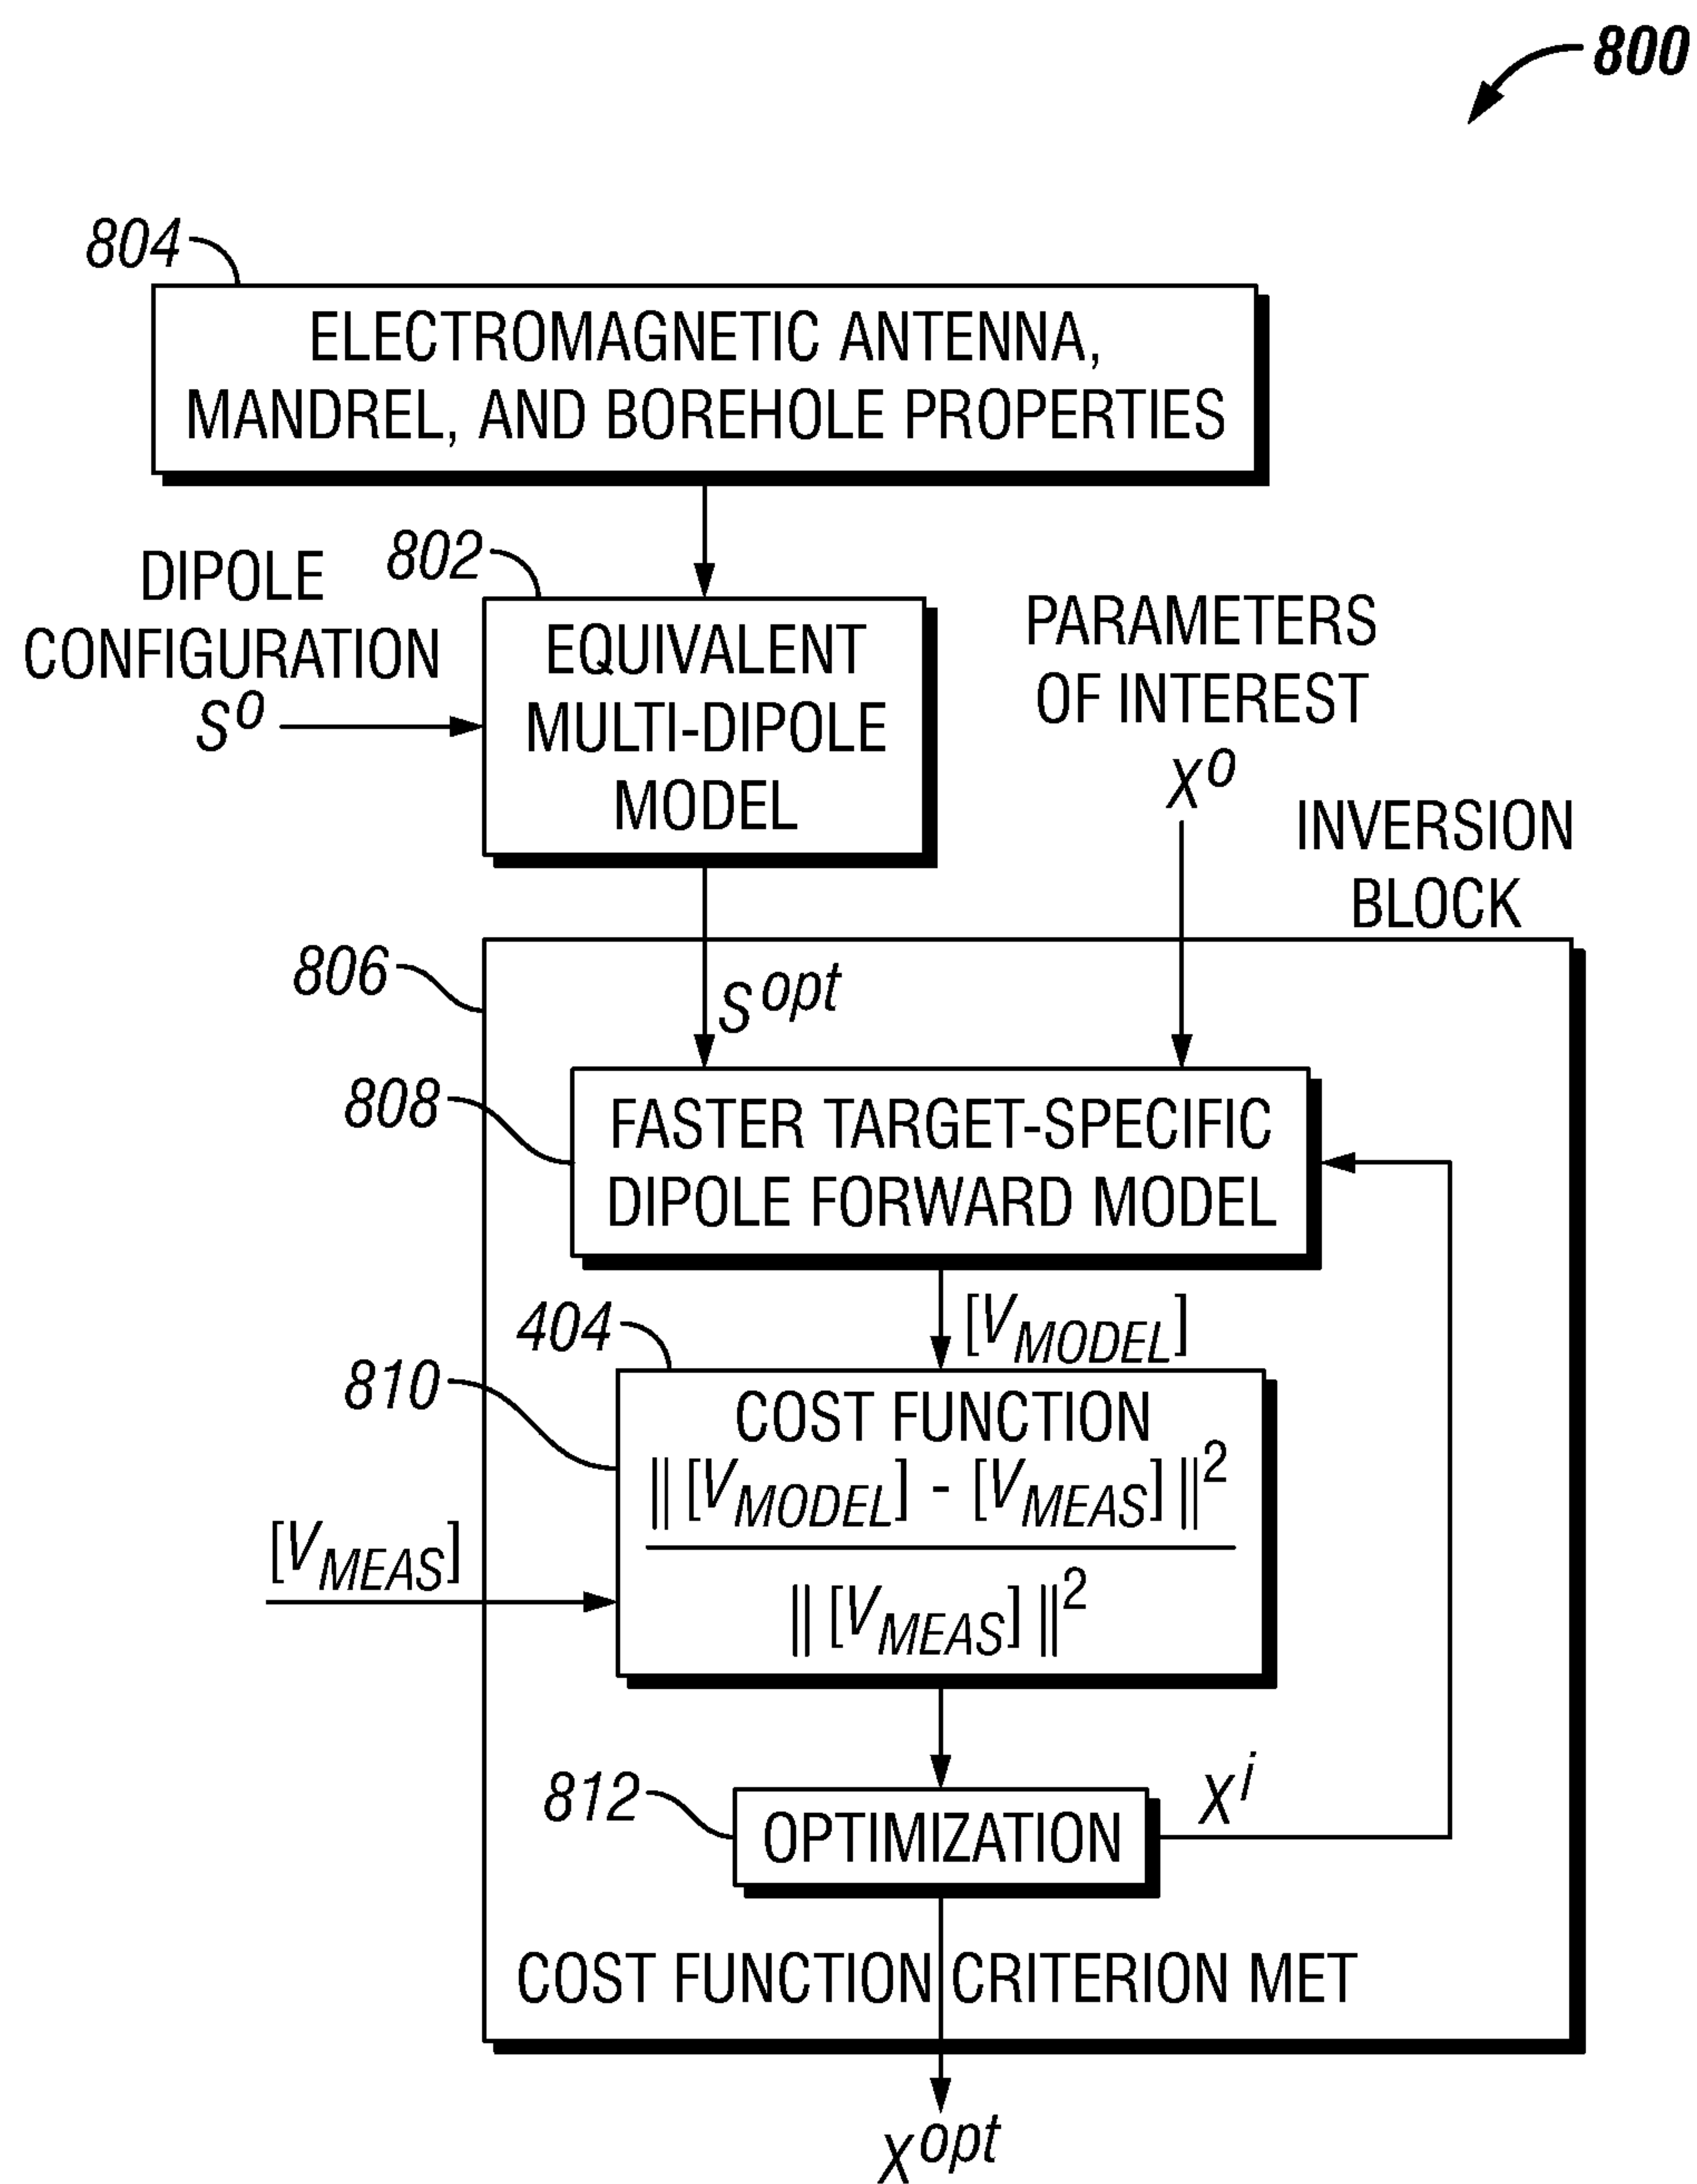 800
804
ELECTROMAGNETIC ANTENNA,
MANDREL, AND BOREHOLE PROPERTIES
802
DIPOLE
CONFIGURATION
S^0
EQUIVALENT
MULTI-DIPOLE
MODEL
PARAMETERS
OF INTEREST
X^0
INVERSION
BLOCK
806
S^opt
808
FASTER TARGET-SPECIFIC
DIPOLE FORWARD MODEL
[V_MODEL]
404
810
COST FUNCTION
|| [V_MODEL] - [V_MEAS] ||^2
|| [V_MEAS] ||^2
[V_MEAS]
812
OPTIMIZATION
X^i
COST FUNCTION CRITERION MET
X^opt